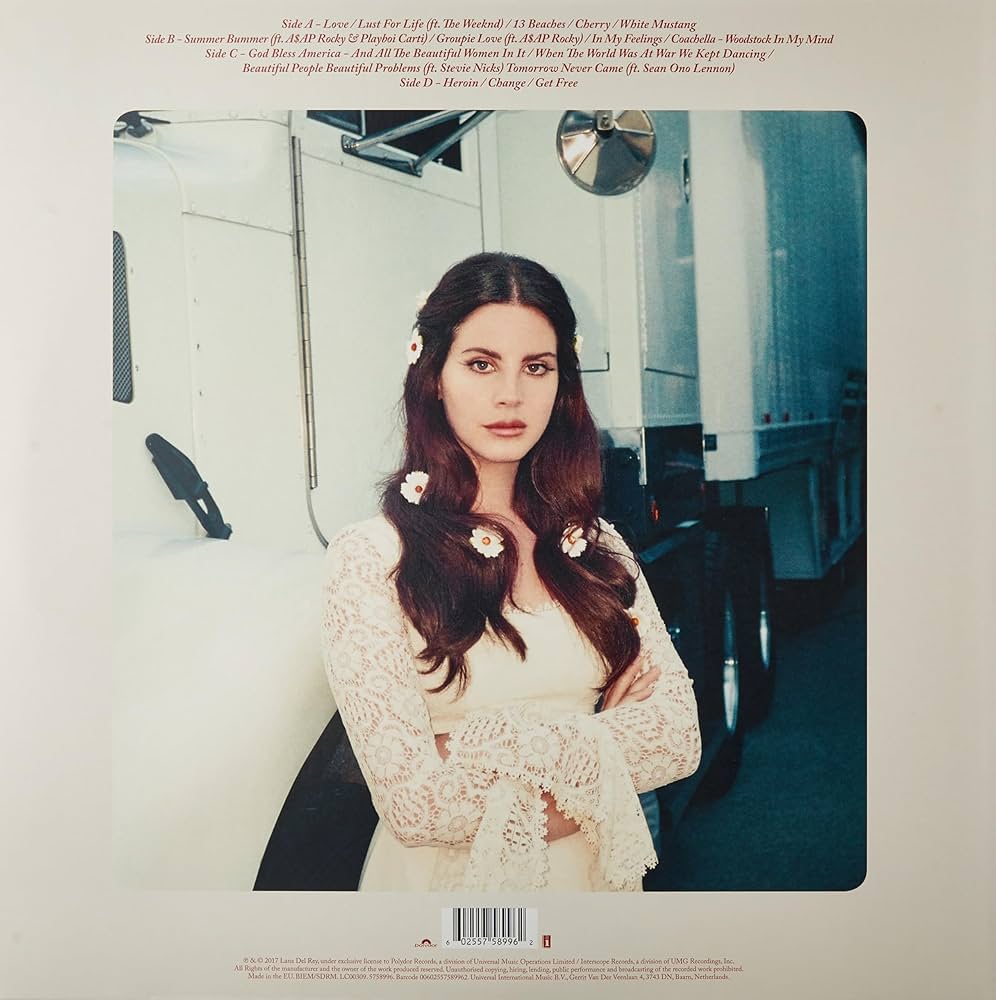 Side A - Love / Lust For Life (ft. The Weeknd) / 13 Beaches / Cherry / White Mustang
Side B - Summer Bummer (ft. A$AP Rocky & Playboi Carti) / Groupie Love (ft. A$AP Rocky) / In My Feelings / Coachella - Woodstock In My Mind
Side C - God Bless America - And All The Beautiful Women In It / When The World Was At War We Kept Dancing /
Beautiful People Beautiful Problems (ft. Stevie Nicks) Tomorrow Never Came (ft. Sean Ono Lennon)
Side D - Heroin / Change / Get Free
polydor
6 02557 58996 2
℗ & © 2017 Lana Del Rey, under exclusive license to Polydor Records, a division of Universal Music Operations Limited / Interscope Records, a division of UMG Recordings, Inc.
All Rights of the manufacturer and the owner of the work produced reserved. Unauthorised copying, hiring, lending, public performance and broadcasting of the recorded work prohibited.
Made in the EU. BIEM/SDRM. LC00309. 5758996. Barcode 00602557589962. Universal International Music BV., Gerrit Van Der Veenlaan 4, 3743 DN, Baarn, Netherlands.